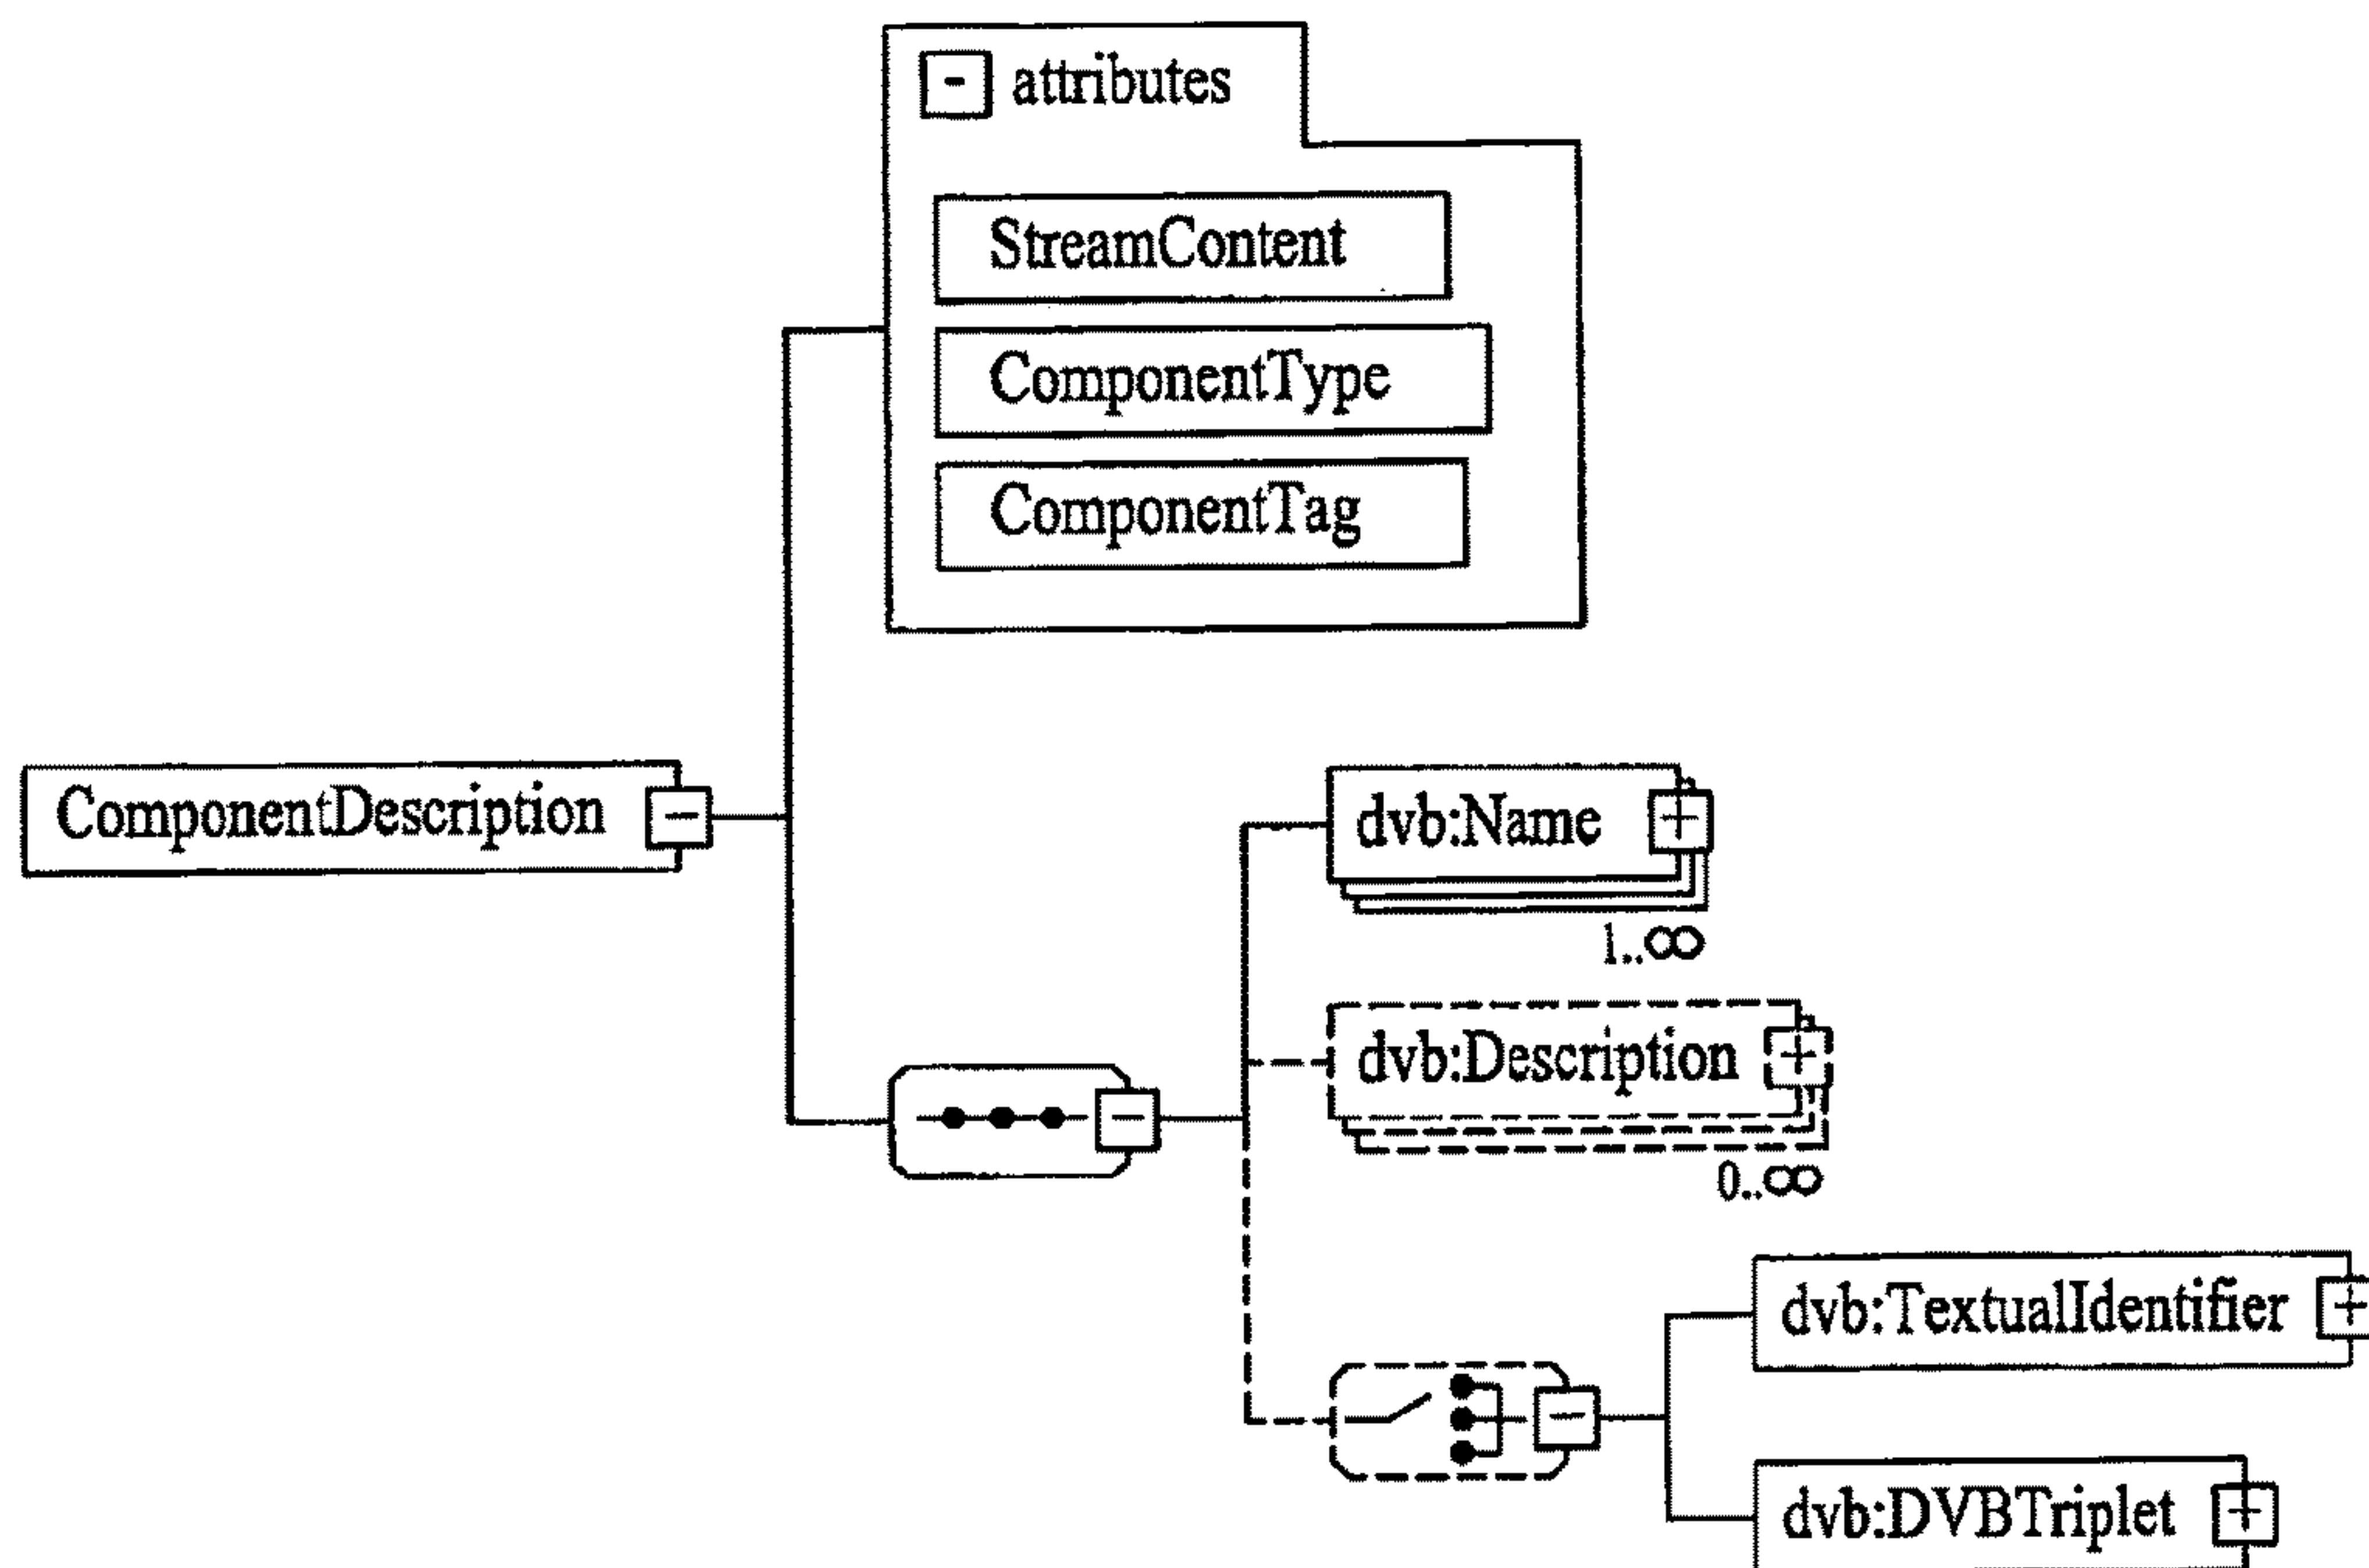 attributes
StreamContent
ComponentType
ComponentTag
ComponentDescription
dvb:Name
1..∞
dvb:Description
0..∞
dvb:TextualIdentifier
dvb:DVBTriplet